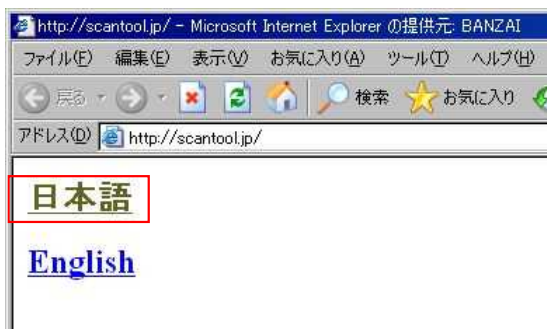 http://scantool.jp/ - Microsoft Internet Explorer の提供元: BANZAI
ファイル(F) 編集(E) 表示(V) お気に入り(A) ツール(T) ヘルプ(H)
戻る 検索 お気に入り
アドレス(D) http://scantool.jp/
日本語
English